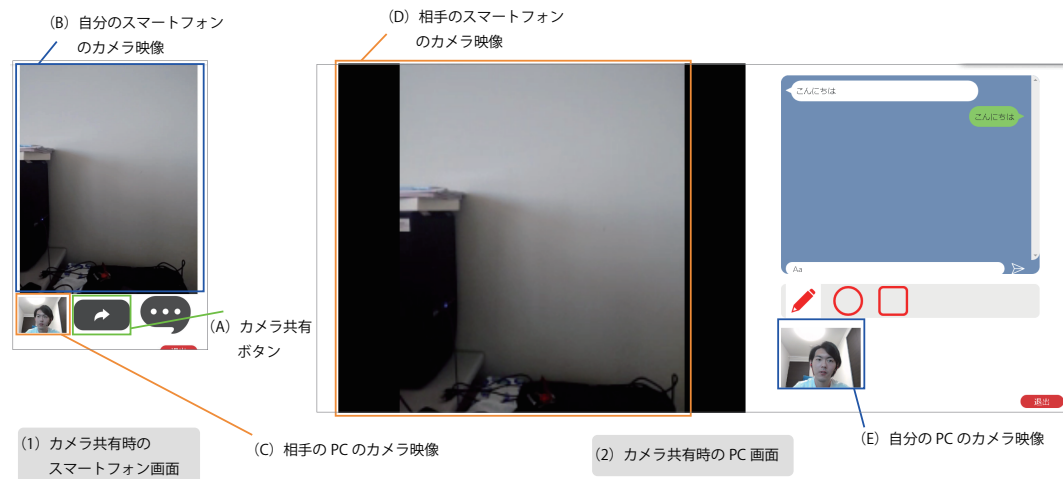 (B) 自分のスマートフォン
のカメラ映像
(D) 相手のスマートフォン
のカメラ映像
こんにちは
こんにちは
Aa
(A) カメラ共有
ボタン
退出
退出
(C) 相手の PC のカメラ映像
(E) 自分の PC のカメラ映像
(1) カメラ共有時の
スマートフォン画面
(2) カメラ共有時の PC 画面